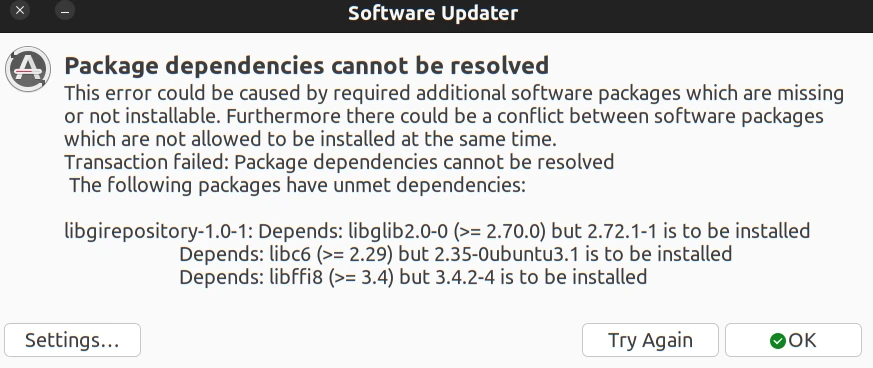 Software Updater
Package dependencies cannot be resolved
This error could be caused by required additional software packages which are missing
or not installable. Furthermore there could be a conflict between software packages
which are not allowed to be installed at the same time.
Transaction failed: Package dependencies cannot be resolved
The following packages have unmet dependencies:
libgirepository-1.0-1: Depends: libglib2.0-0 (>= 2.70.0) but 2.72.1-1 is to be installed
Depends: libc6 (>= 2.29) but 2.35-0ubuntu3.1 is to be installed
Depends: libffi8 (>= 3.4) but 3.4.2-4 is to be installed
Settings...
Try Again
OK